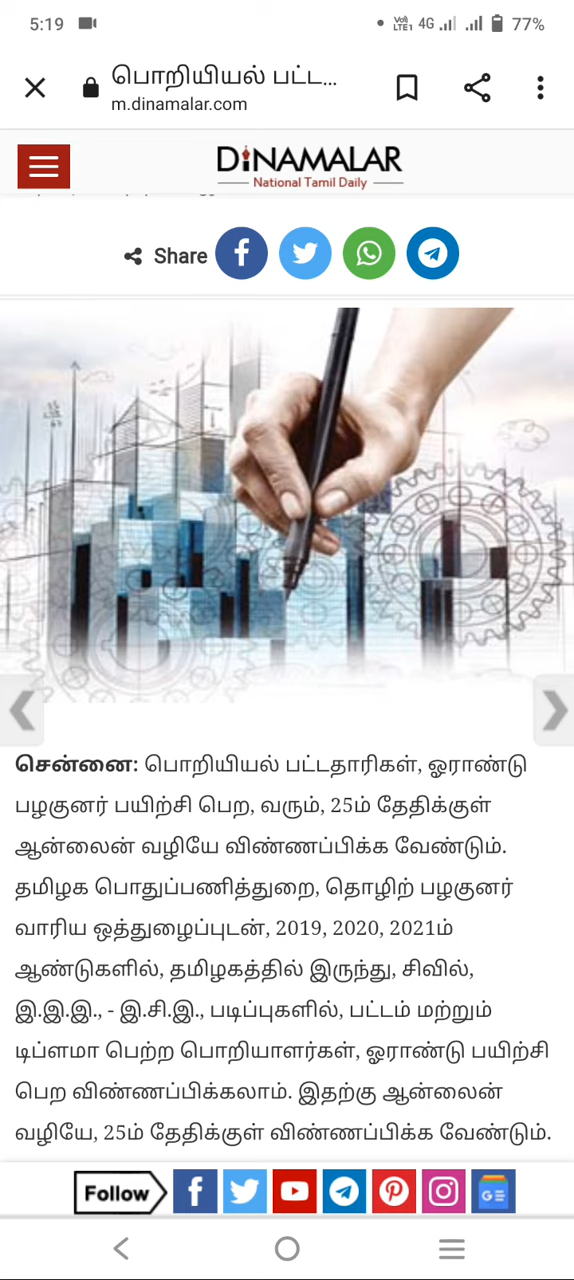 5:19
Vo) LTE1 4G 77%
பொறியியல் பட்ட...
m.dinamalar.com
DiNAMALAR
National Tamil Daily
Share
சென்னை: பொறியியல் பட்டதாரிகள், ஓராண்டு
பழகுனர் பயிற்சி பெற, வரும், 25ம் தேதிக்குள்
ஆன்லைன் வழியே விண்ணப்பிக்க வேண்டும்.
தமிழக பொதுப்பணித்துறை, தொழிற் பழகுனர்
வாரிய ஒத்துழைப்புடன், 2019, 2020, 2021ம்
ஆண்டுகளில், தமிழகத்தில் இருந்து, சிவில்,
இ.இ.இ., - இ.சி.இ., படிப்புகளில், பட்டம் மற்றும்
டிப்ளமா பெற்ற பொறியாளர்கள், ஓராண்டு பயிற்சி
பெற விண்ணப்பிக்கலாம். இதற்கு ஆன்லைன்
வழியே, 25ம் தேதிக்குள் விண்ணப்பிக்க வேண்டும்.
Follow